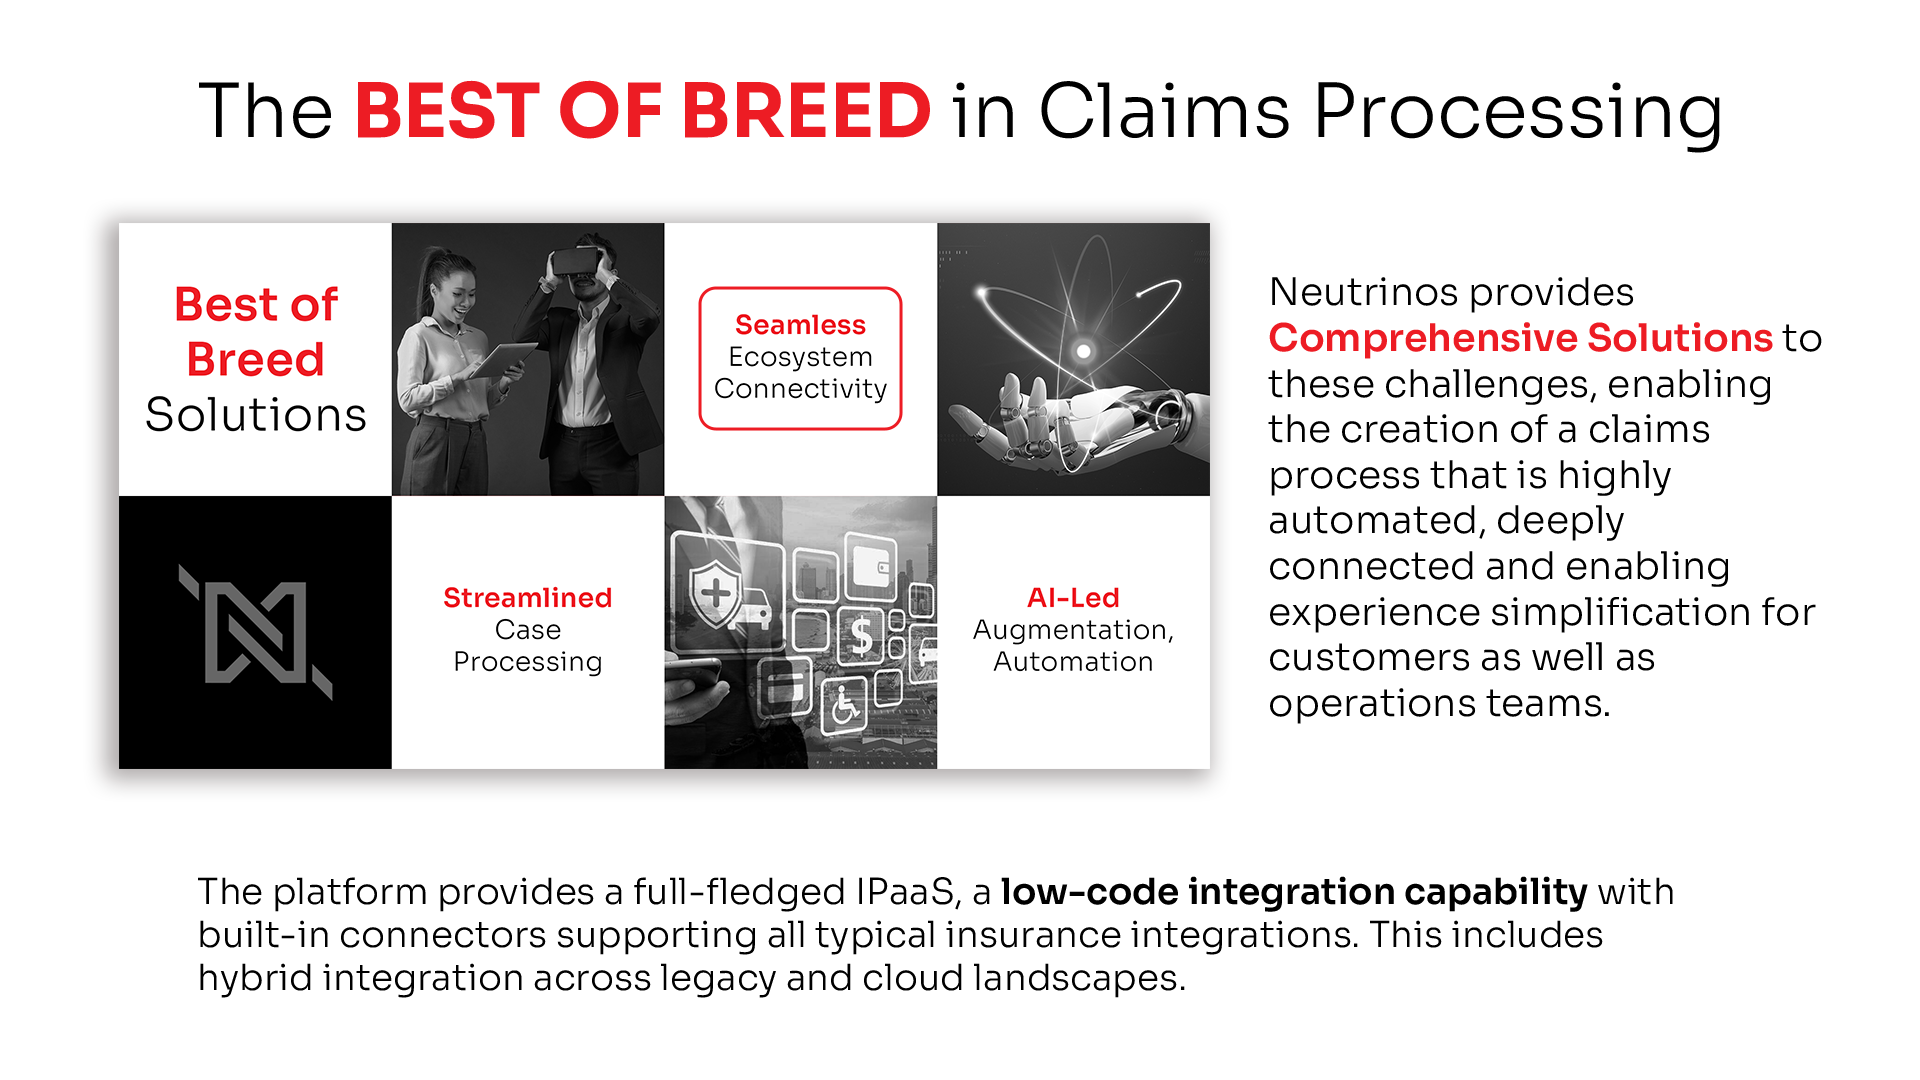 The BEST OF BREED in Claims Processing
Best of
Breed
Solutions
Seamless
Ecosystem
Connectivity
Streamlined
Case
Processing
AI-Led
Augmentation,
Automation
Neutrinos provides
Comprehensive Solutions to
these challenges, enabling
the creation of a claims
process that is highly
automated, deeply
connected and enabling
experience simplification for
customers as well as
operations teams.
The platform provides a full-fledged IPaaS, a low-code integration capability with
built-in connectors supporting all typical insurance integrations. This includes
hybrid integration across legacy and cloud landscapes.